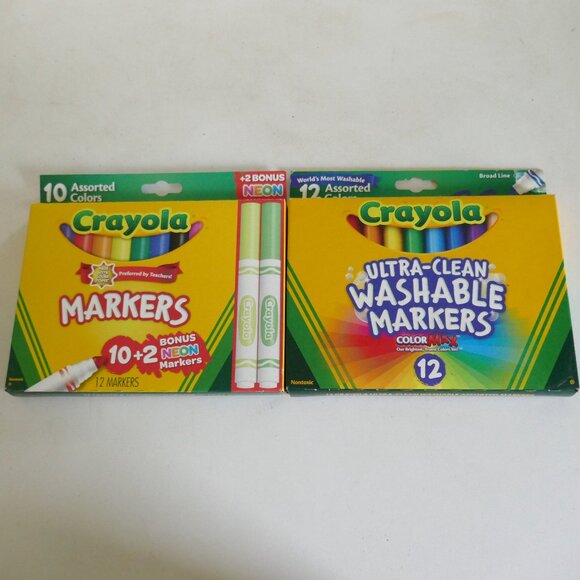 10 Assorted
Colors
+2 BONUS
NEON
Crayola
Preferred by Teachers!
MARKERS
10+2 BONUS
NEON
Markers
12 MARKERS
Crayola
Crayola
World's Most Washable
12 Assorted
Colors
Broad Line
Crayola
ULTRA-CLEAN
WASHABLE
MARKERS
COLOR MAX
12
Nontoxic